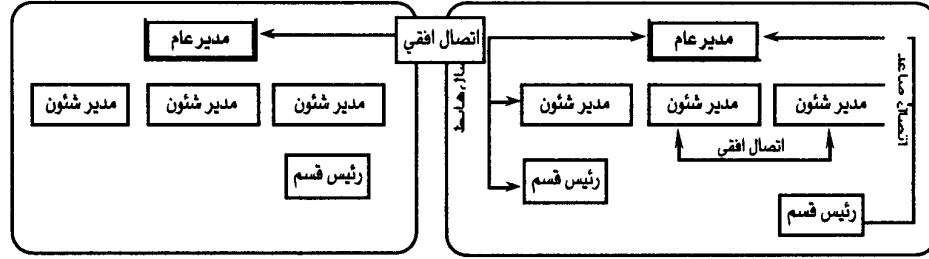 اتصال افقي
مدير عام
مدير عام
اتصال صاعد
هابط
مدير شئون
مدير شئون
مدير شئون
مدير شئون
مدير شئون
مدير شئون
اتصال افقي
رئيس قسم
رئيس قسم
رئيس قسم